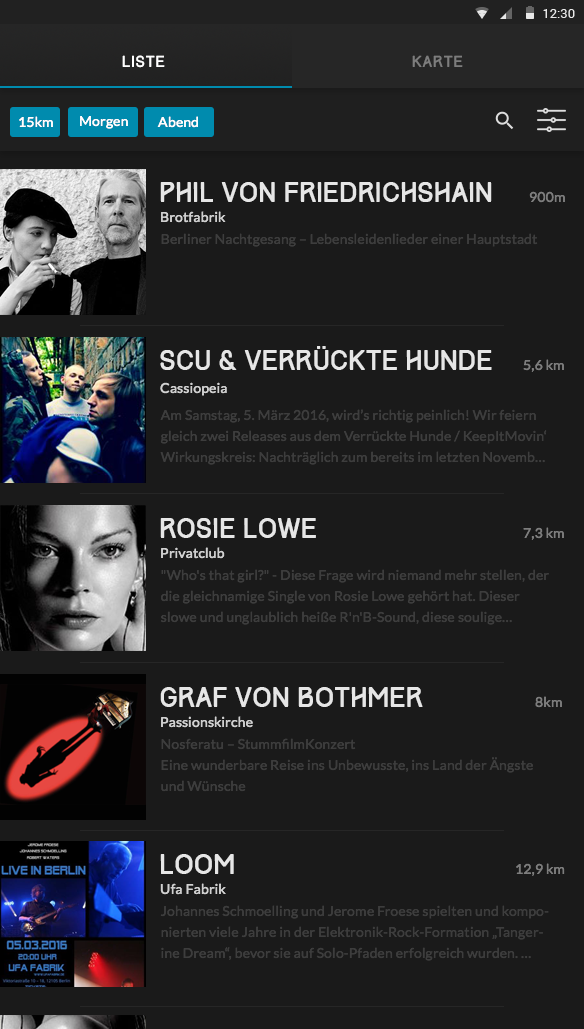 12:30
LISTE
KARTE
15km
Morgen
Abend
PHIL VON FRIEDRICHSHAIN
900m
Brotfabrik
Berliner Nachtgesang – Lebensleidenlieder einer Hauptstadt
SCU & VERRÜCKTE HUNDE
5,6 km
Cassiopeia
Am Samstag, 5. März 2016, wird's richtig peinlich! Wir feiern
gleich zwei Releases aus dem Verrückte Hunde / KeepItMovin'
Wirkungskreis: Nachträglich zum bereits im letzten Novemb...
ROSIE LOWE
7,3 km
Privatclub
"Who's that girl?" - Diese Frage wird niemand mehr stellen, der
die gleichnamige Single von Rosie Lowe gehört hat. Dieser
slowe und unglaublich heiße R'n'B-Sound, diese soulige...
GRAF VON BOTHMER
8km
Passionskirche
Nosferatu – StummfilmKonzert
Eine wunderbare Reise ins Unbewusste, ins Land der Ängste
und Wünsche
JEROME FROESE
JOHANNES SCHMOELLING
ROBERT WATERS
LIVE IN BERLIN
05.03.2016
20:00 UHR
UFA FABRIK
LOOM
12,9 km
Ufa Fabrik
Johannes Schmoelling und Jerome Froese spielten und kompo-
nierten viele Jahre in der Elektronik-Rock-Formation „Tanger-
ine Dream", bevor sie auf Solo-Pfaden erfolgreich wurden. ...